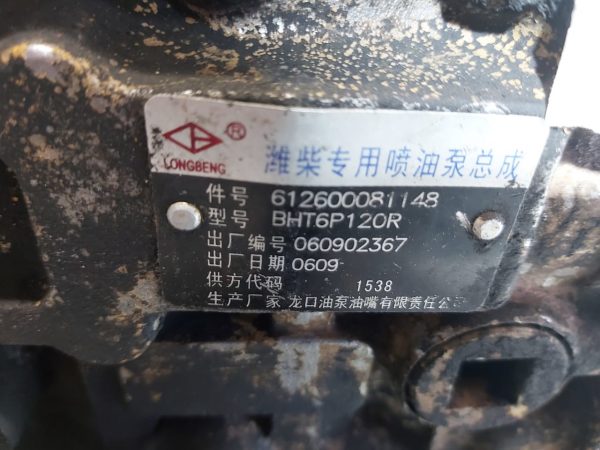 LONGBENG ®
潍柴专用喷油泵总成
件号 612600081148
型号 BHT6P120R
出厂编号 060902367
出厂日期 0609
供方代码 1538
生产厂家 龙口油泵油嘴有限责任公